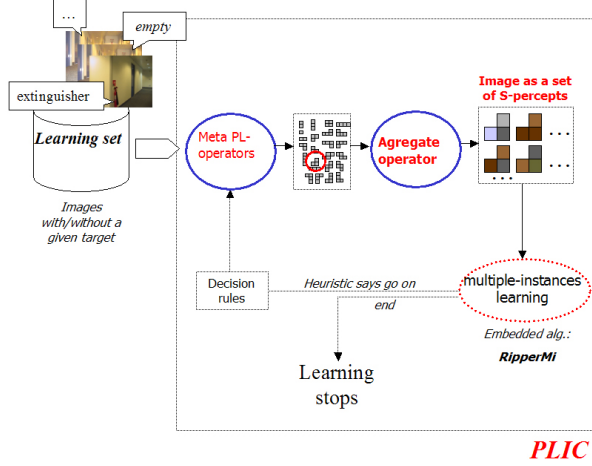 ...
empty
extinguisher
Learning set
Images
with/without a
given target
Meta PL-
operators
Agregate
operator
Image as a set
of S-percepts
...
...
...
multiple-instances
learning
Embedded alg.:
RipperMi
Heuristic says go on
end
Decision
rules
Learning
stops
PLIC